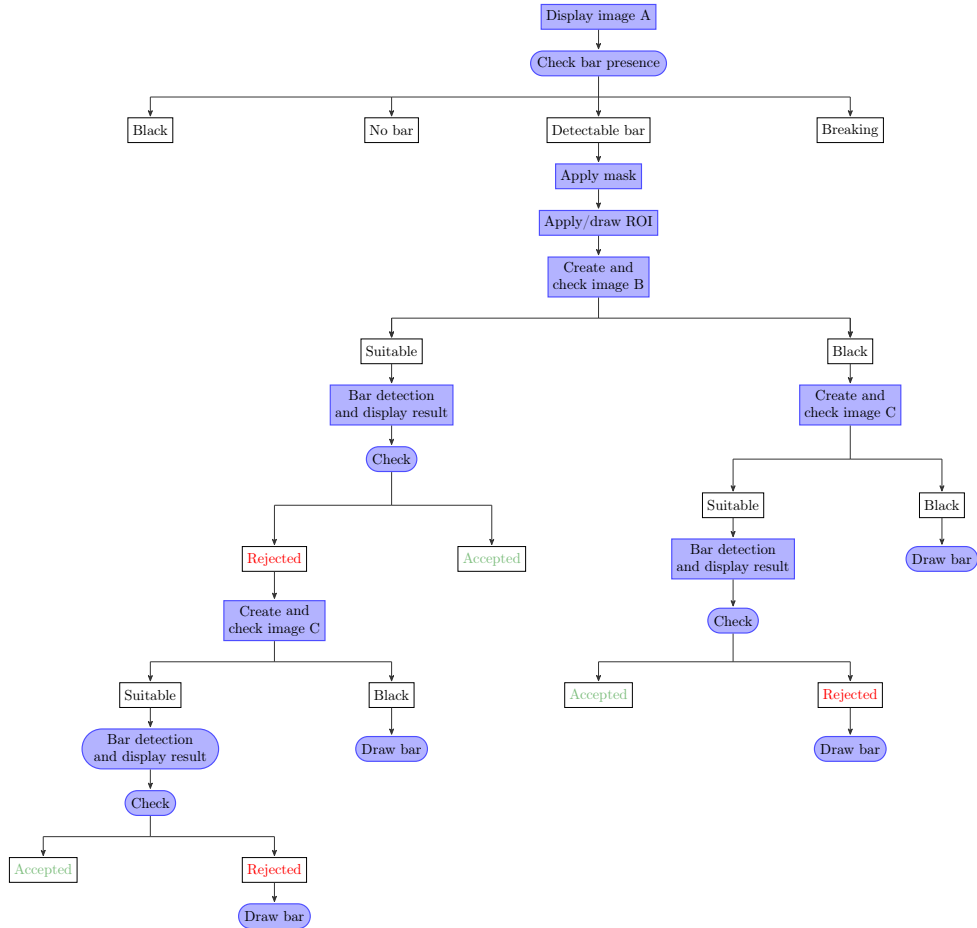 Display image A
Check bar presence
Black
No bar
Detectable bar
Breaking
Apply mask
Apply/draw ROI
Create and
check image B
Suitable
Black
Bar detection
and display result
Create and
check image C
Check
Suitable
Black
Rejected
Accepted
Bar detection
and display result
Draw bar
Create and
check image C
Check
Suitable
Black
Accepted
Rejected
Bar detection
and display result
Draw bar
Draw bar
Check
Accepted
Rejected
Draw bar